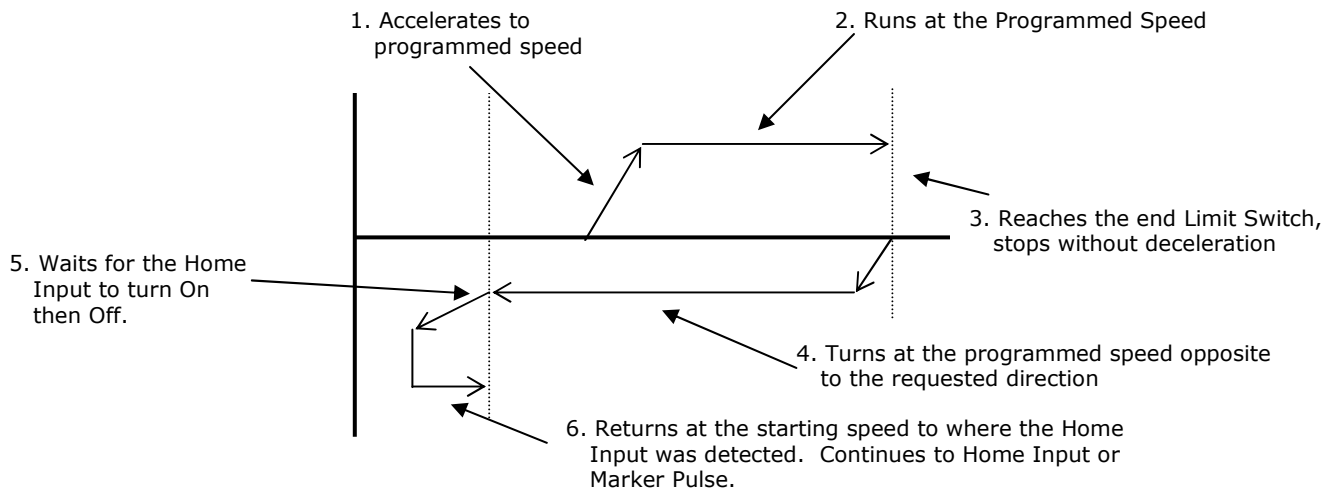 1. Accelerates to
programmed speed
2. Runs at the Programmed Speed
3. Reaches the end Limit Switch,
stops without deceleration
4. Turns at the programmed speed opposite
to the requested direction
5. Waits for the Home
Input to turn On
then Off.
6. Returns at the starting speed to where the Home
Input was detected.  Continues to Home Input or
Marker Pulse.